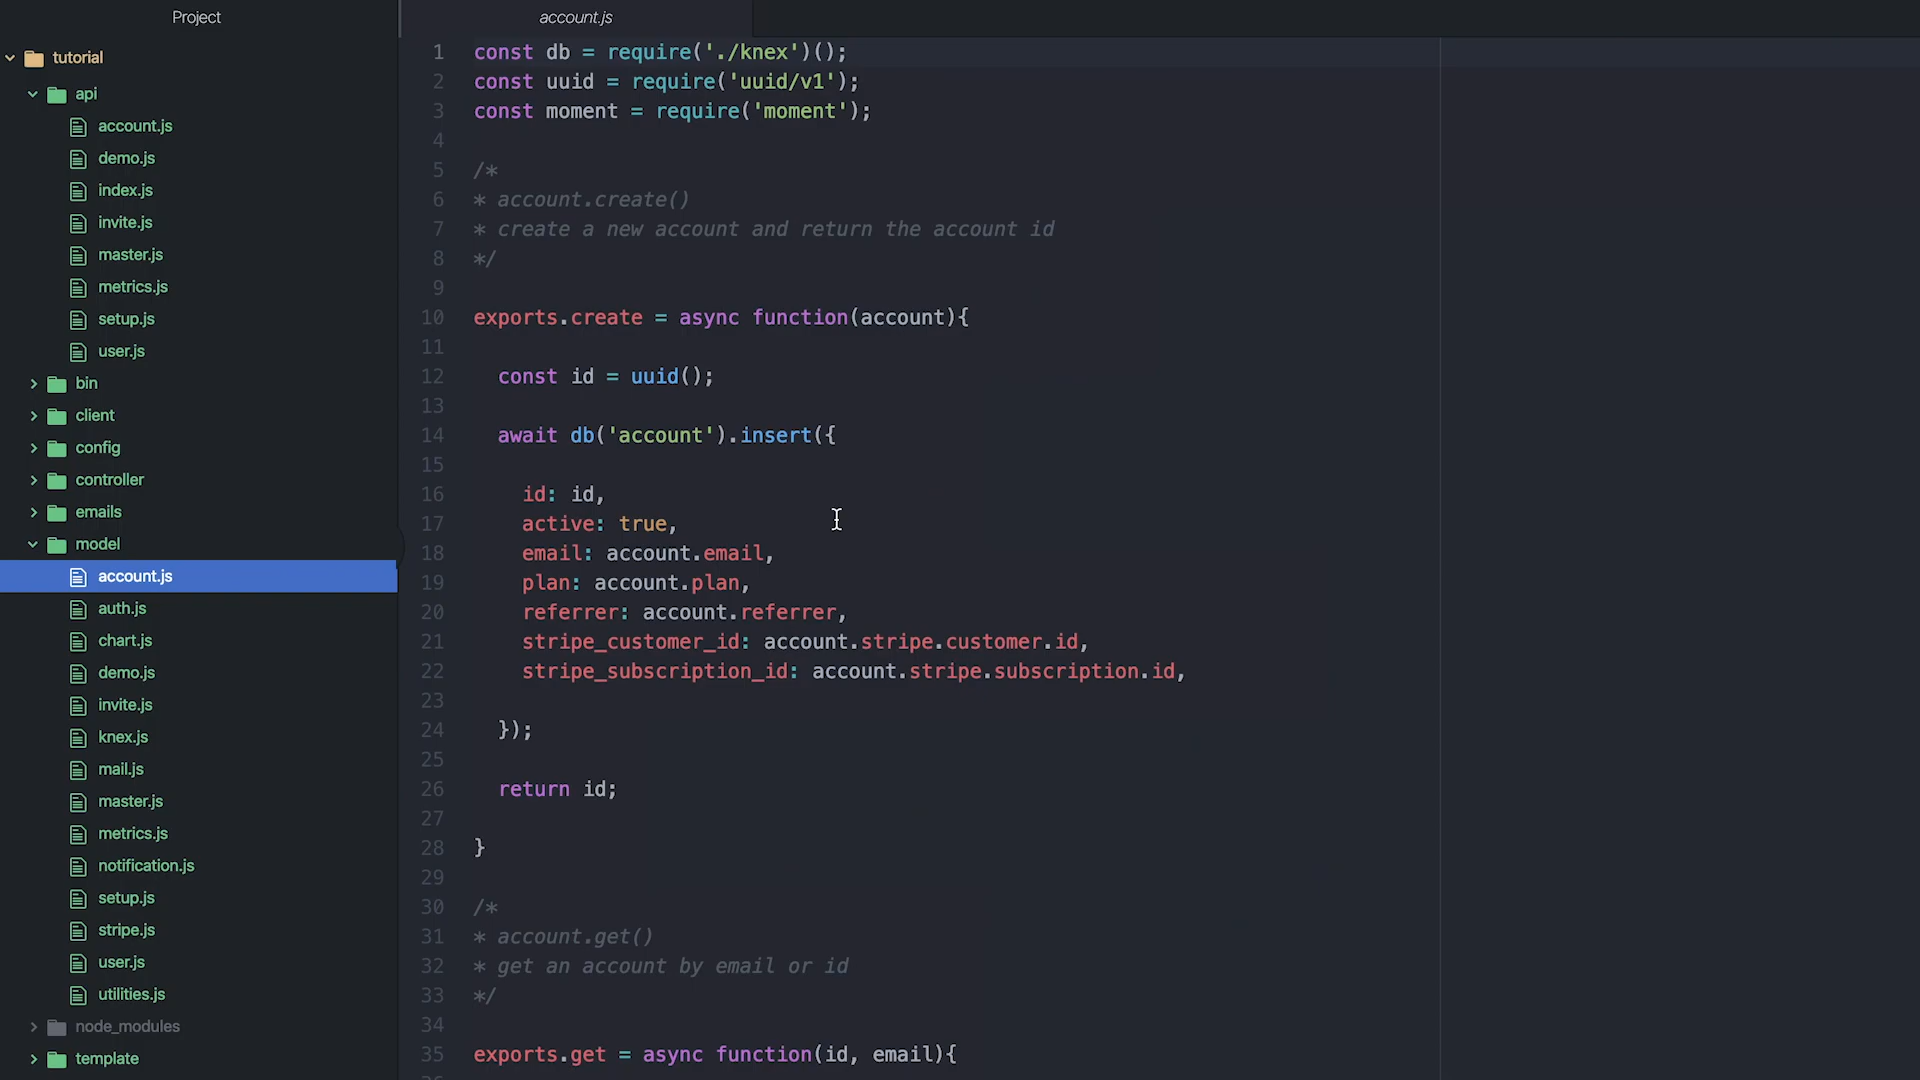 Project
tutorial
api
account.js
demo.js
index.js
invite.js
master.js
metrics.js
setup.js
user.js
bin
client
config
controller
emails
model
account.js
auth.js
chart.js
demo.js
invite.js
knex.js
mail.js
master.js
metrics.js
notification.js
setup.js
stripe.js
user.js
utilities.js
node_modules
template
account.js
1 const db = require('./knex')();
2 const uuid = require('uuid/v1');
3 const moment = require('moment');
4
5 /*
6 * account.create()
7 * create a new account and return the account id
8 */
9
10 exports.create = async function(account){
11
12 const id = uuid();
13
14 await db('account').insert({
15
16 id: id,
17 active: true,
18 email: account.email,
19 plan: account.plan,
20 referrer: account.referrer,
21 stripe_customer_id: account.stripe.customer.id,
22 stripe_subscription_id: account.stripe.subscription.id,
23
24 });
25
26 return id;
27
28 }
29
30 /*
31 * account.get()
32 * get an account by email or id
33 */
34
35 exports.get = async function(id, email){